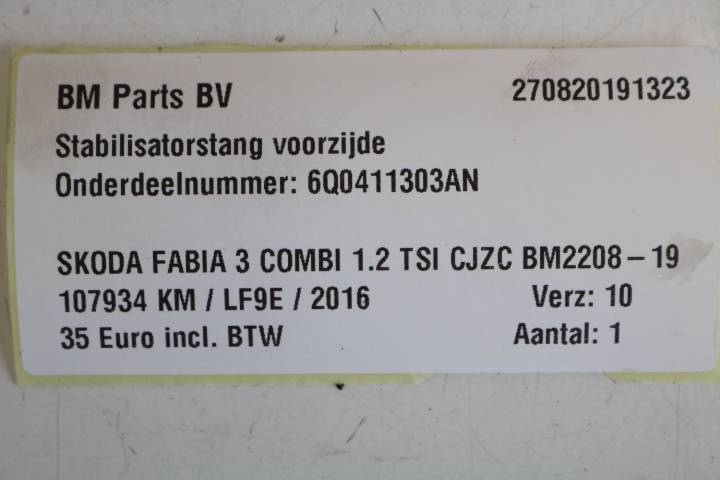 BM Parts BV 270820191323
Stabilisatorstang voorzijde
Onderdeelnummer: 6Q0411303AN
SKODA FABIA 3 COMBI 1.2 TSI CJZC BM2208-19
107934 KM / LF9E / 2016 Verz: 10
35 Euro incl. BTW Aantal: 1